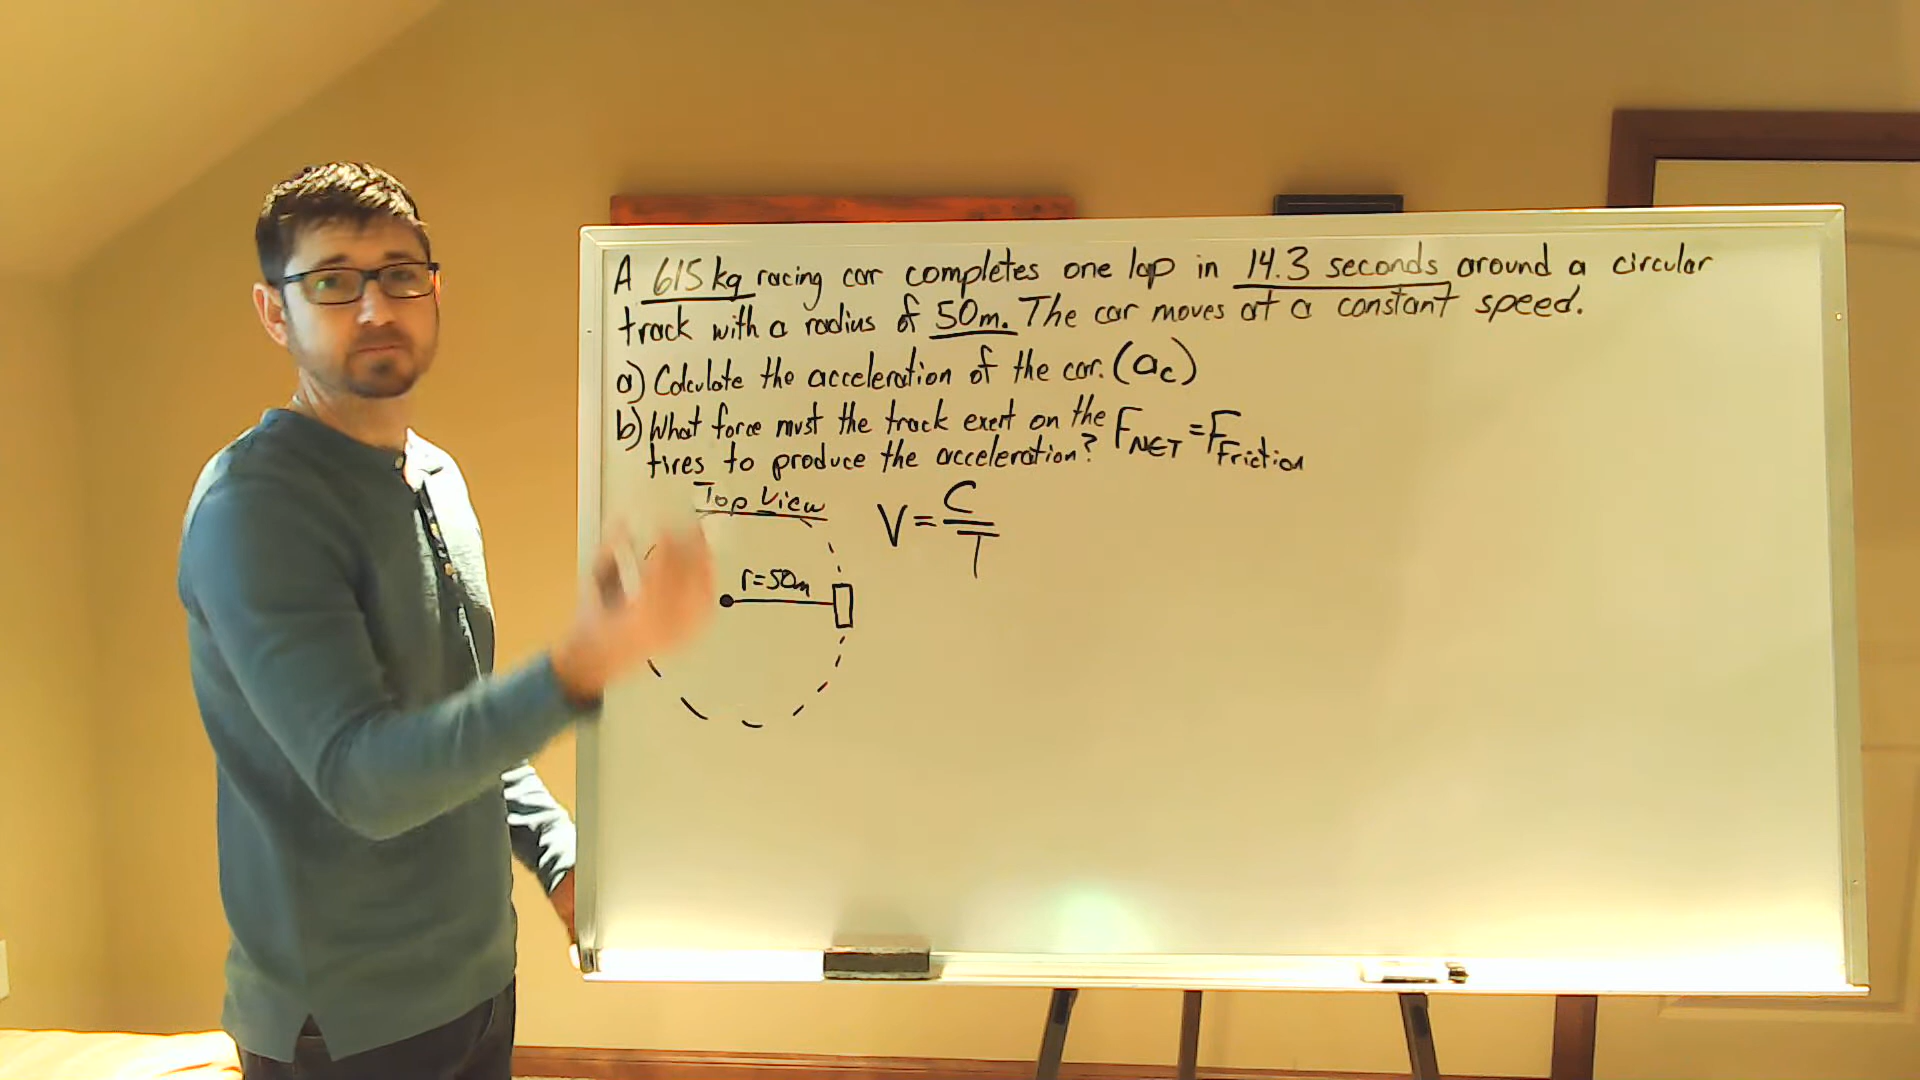 A 615 kg racing car completes one lap in 14.3 seconds around a circular
track with a radius of 50m. The car moves at a constant speed.
a) Calculate the acceleration of the car. (ac)
b) What force must the track exert on the
tires to produce the acceleration? FNET = FFriction
Top View
V = C/T
r=50m